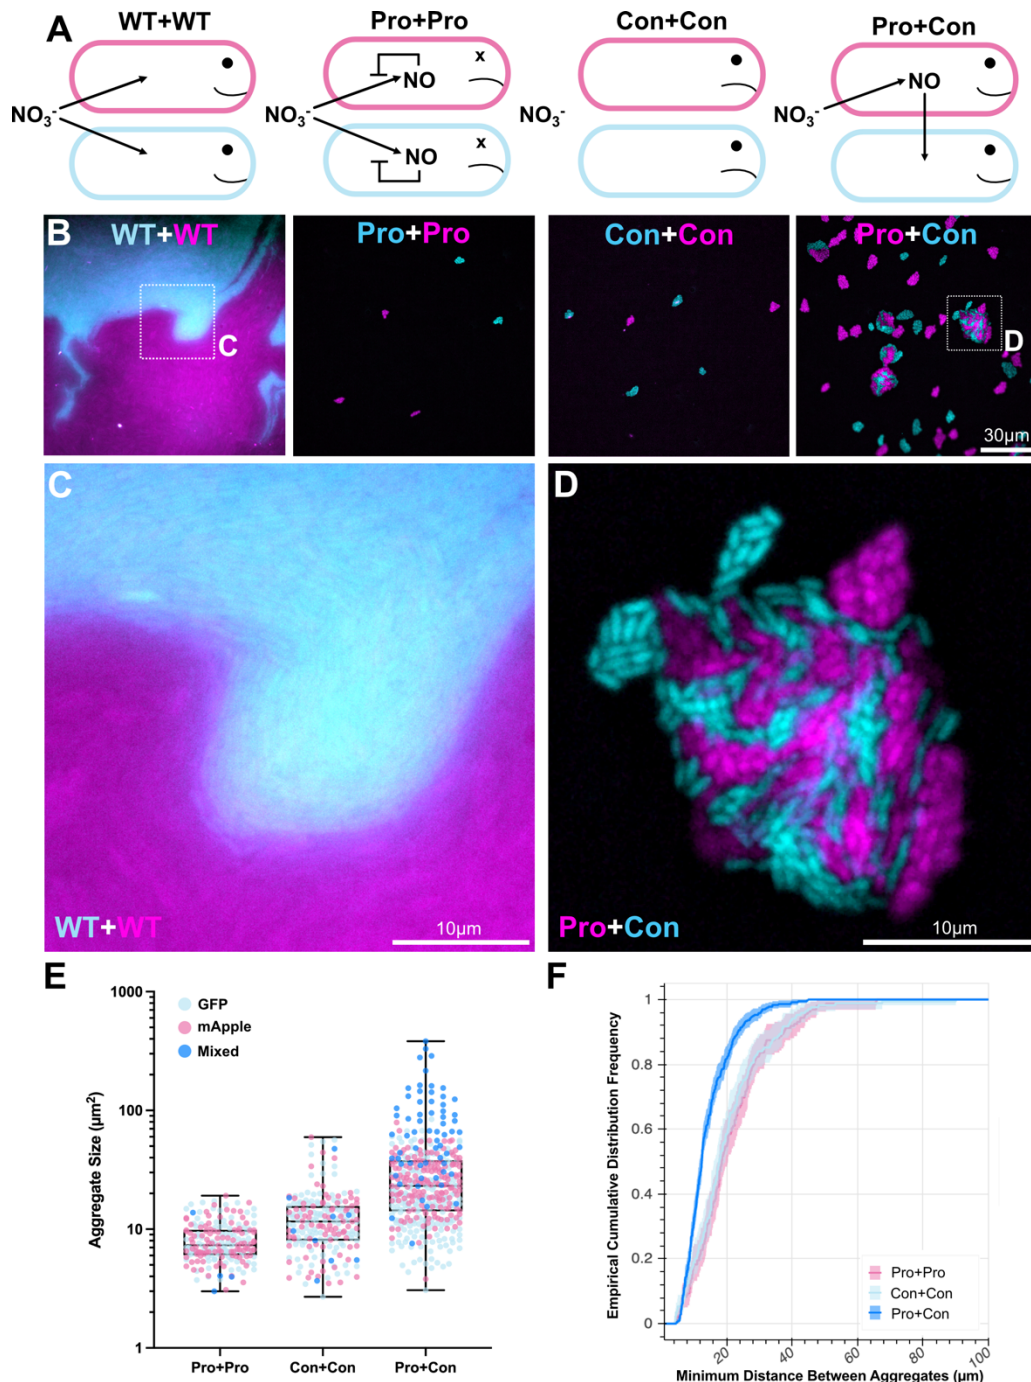 A
WT+WT
Pro+Pro
Con+Con
Pro+Con
NO₃⁻
NO₃⁻
NO
NO
NO₃⁻
NO₃⁻
NO
x
x
B
WT+WT
C
Pro+Pro
Con+Con
Pro+Con
D
30µm
C
WT+WT
10µm
D
Pro+Con
10µm
E
GFP
mApple
Mixed
Aggregate Size (µm²)
1000
100
10
1
Pro+Pro
Con+Con
Pro+Con
F
Empirical Cumulative Distribution Frequency
1
0.8
0.6
0.4
0.2
0
Pro+Pro
Con+Con
Pro+Con
20
40
60
80
100
Minimum Distance Between Aggregates (µm)